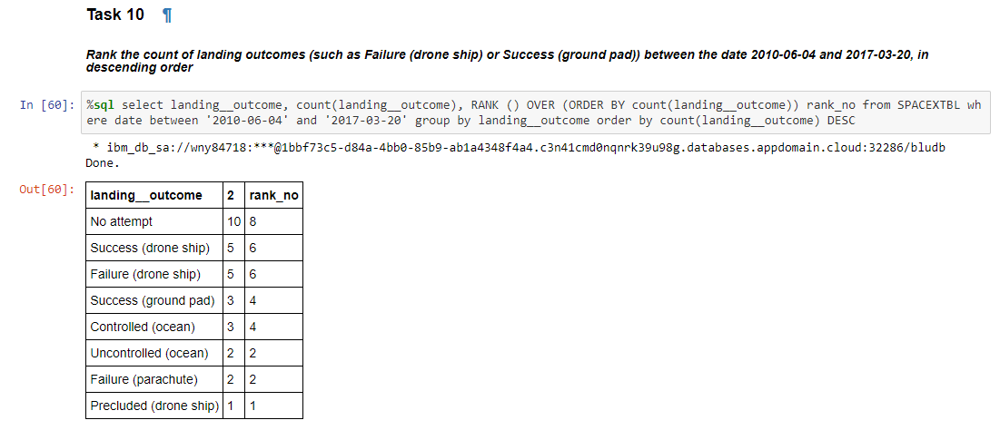 Task 10 ¶
Rank the count of landing outcomes (such as Failure (drone ship) or Success (ground pad)) between the date 2010-06-04 and 2017-03-20, in
descending order
In [60]: %sql select landing__outcome, count(landing__outcome), RANK () OVER (ORDER BY count(landing__outcome)) rank_no from SPACEXTBL wh
ere date between '2010-06-04' and '2017-03-20' group by landing__outcome order by count(landing__outcome) DESC
* ibm_db_sa://wny84718:***@1bbf73c5-d84a-4bb0-85b9-ab1a4348f4a4.c3n41cmd0nqnrk39u98g.databases.appdomain.cloud:32286/bludb
Done.
Out[60]: landing__outcome 2 rank_no
No attempt 10 8
Success (drone ship) 5 6
Failure (drone ship) 5 6
Success (ground pad) 3 4
Controlled (ocean) 3 4
Uncontrolled (ocean) 2 2
Failure (parachute) 2 2
Precluded (drone ship) 1 1